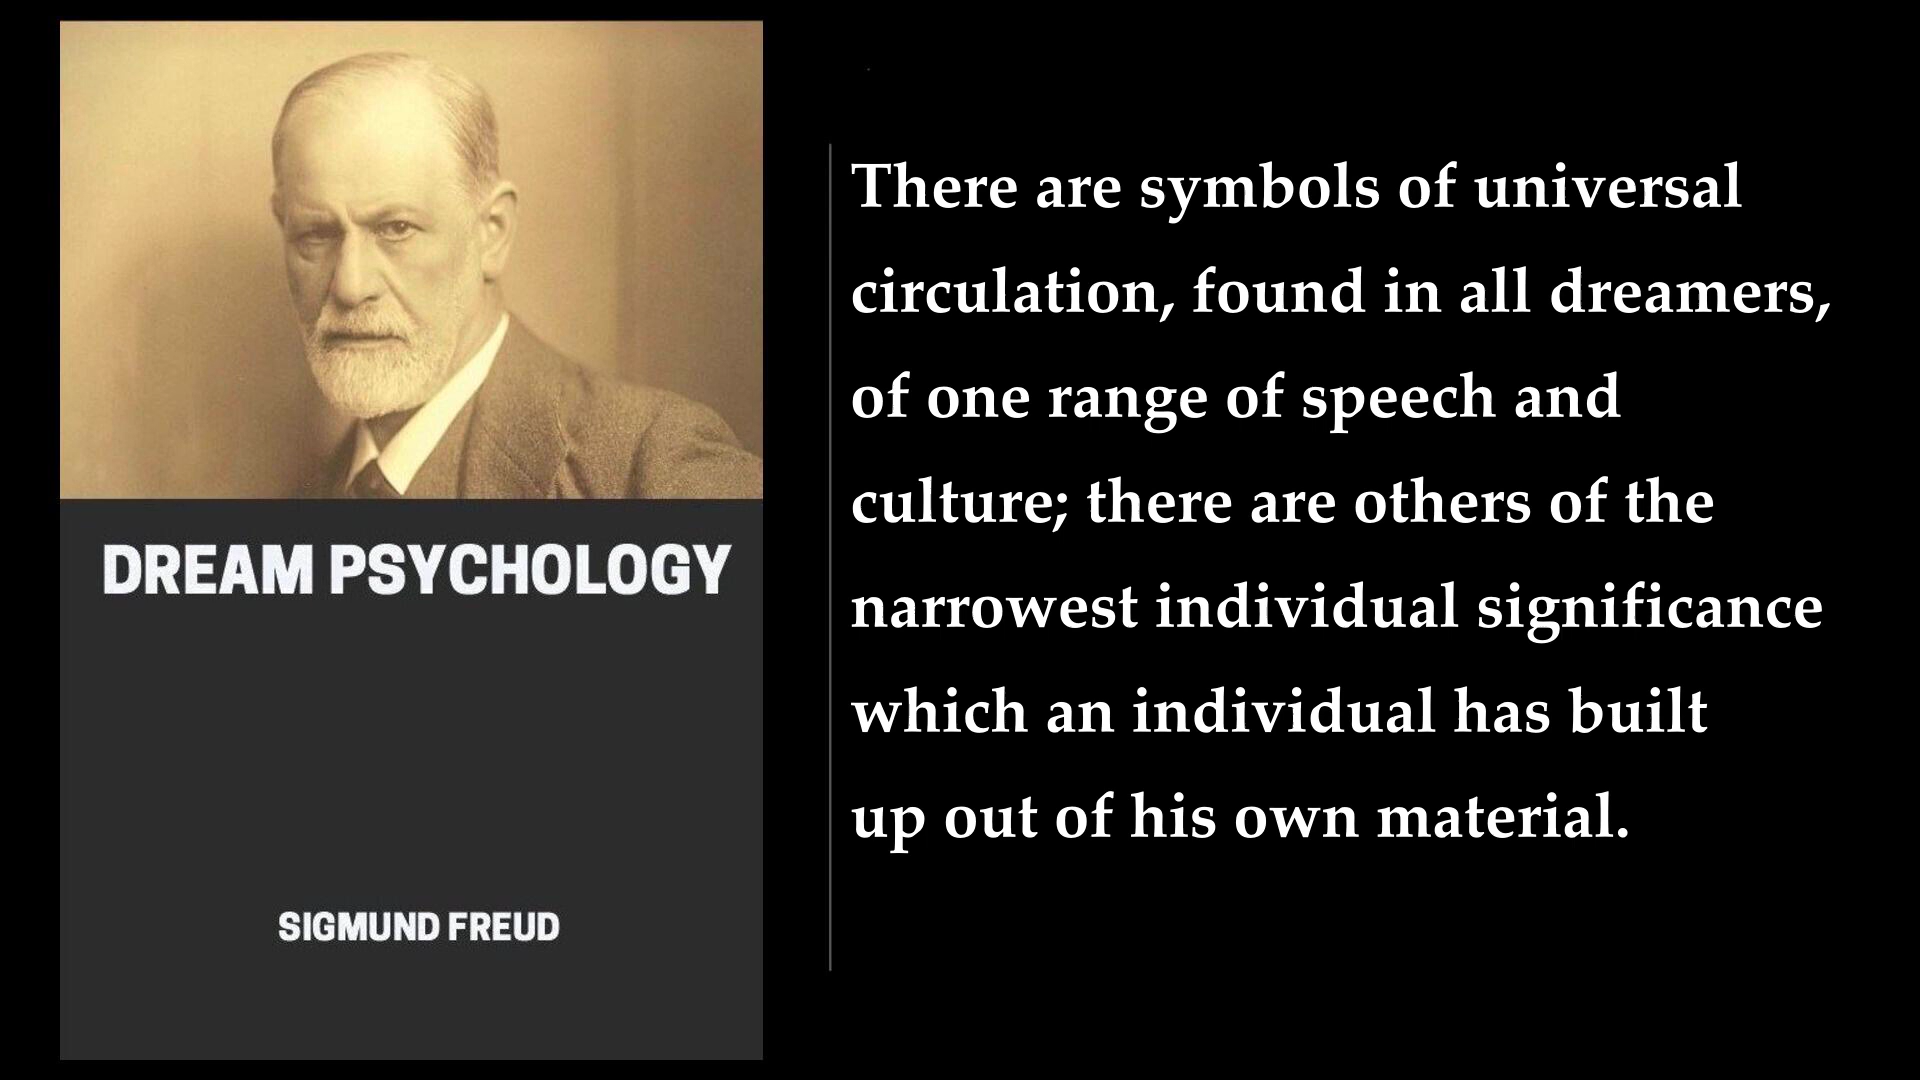 DREAM PSYCHOLOGY
SIGMUND FREUD
There are symbols of universal
circulation, found in all dreamers,
of one range of speech and
culture; there are others of the
narrowest individual significance
which an individual has built
up out of his own material.